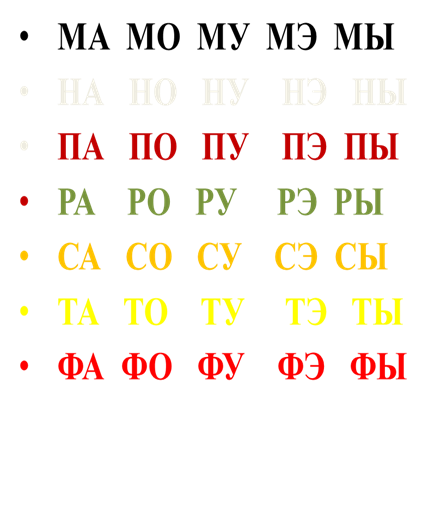 • МА МО МУ МЭ МЫ
• НА НО НУ НЭ НЫ
• ПА ПО ПУ ПЭ ПЫ
• РА РО РУ РЭ РЫ
• СА СО СУ СЭ СЫ
• ТА ТО ТУ ТЭ ТЫ
• ФА ФО ФУ ФЭ ФЫ